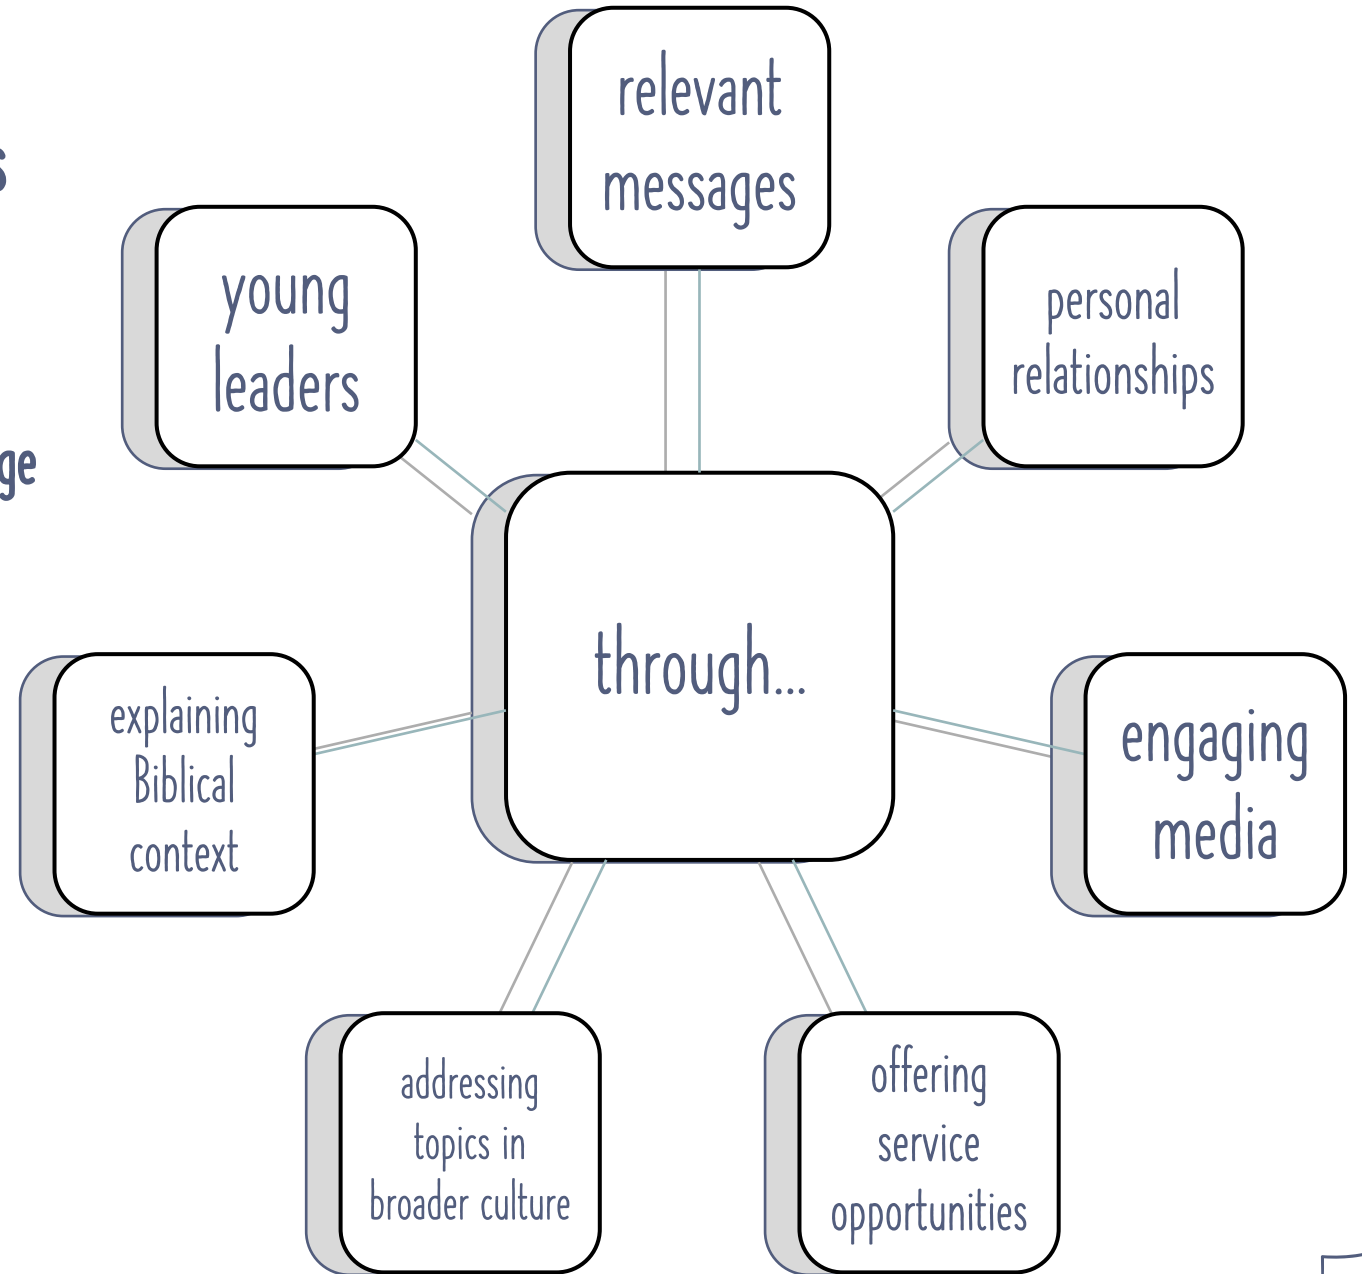 relevant
messages
young
leaders
personal
relationships
through...
explaining
Biblical
context
engaging
media
addressing
topics in
broader culture
offering
service
opportunities